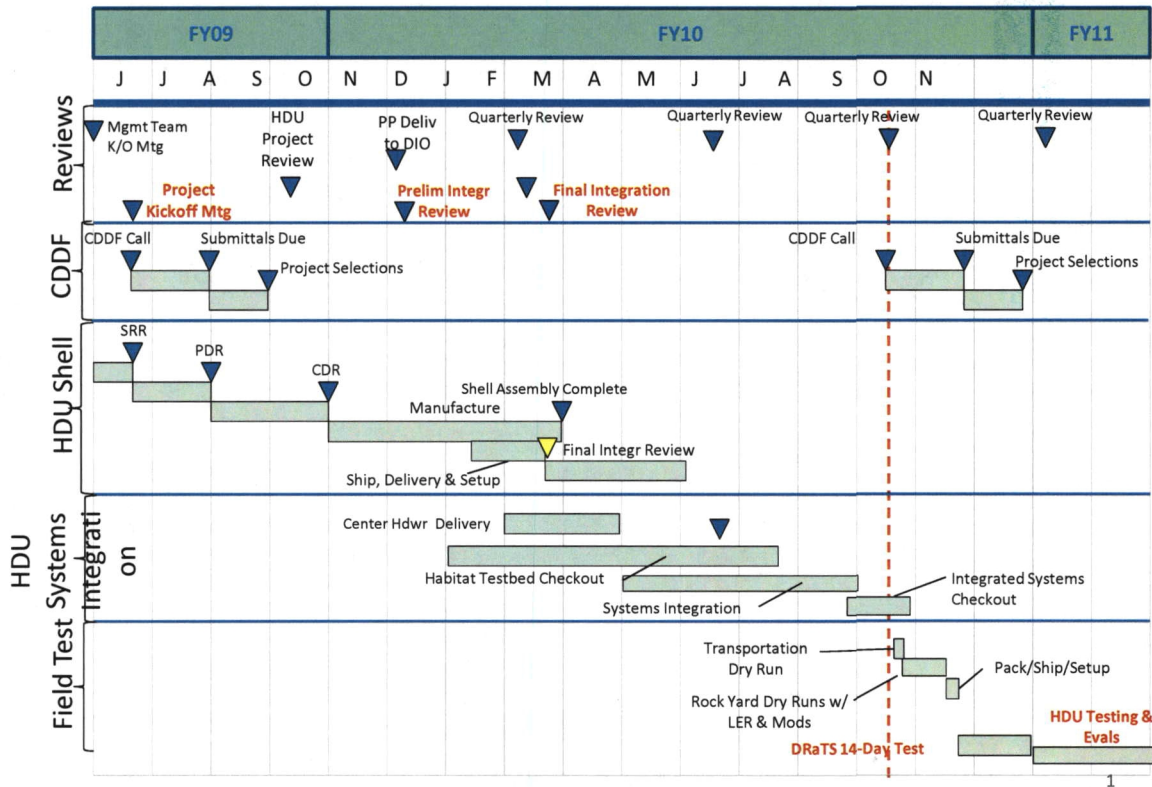 FY09 FY10 FY11
J J A S O N D J F M A M J J A S O N
Reviews
Mgmt Team
K/O Mtg
HDU
Project
Review
PP Deliv
to DIO
Quarterly Review
Quarterly Review
Quarterly Review
Quarterly Review
Project
Kickoff Mtg
Prelim Integr
Review
Final Integration
Review
CDDF
CDDF Call
Submittals Due
Project Selections
CDDF Call
Submittals Due
Project Selections
HDU Shell
SRR
PDR
CDR
Shell Assembly Complete
Manufacture
Final Integr Review
Ship, Delivery & Setup
HDU
Systems
Integrati
on
Center Hdwr Delivery
Habitat Testbed Checkout
Systems Integration
Integrated Systems
Checkout
Field Test
Transportation
Dry Run
Rock Yard Dry Runs w/
LER & Mods
Pack/Ship/Setup
DRaTS 14-Day Test
HDU Testing &
Evals
1